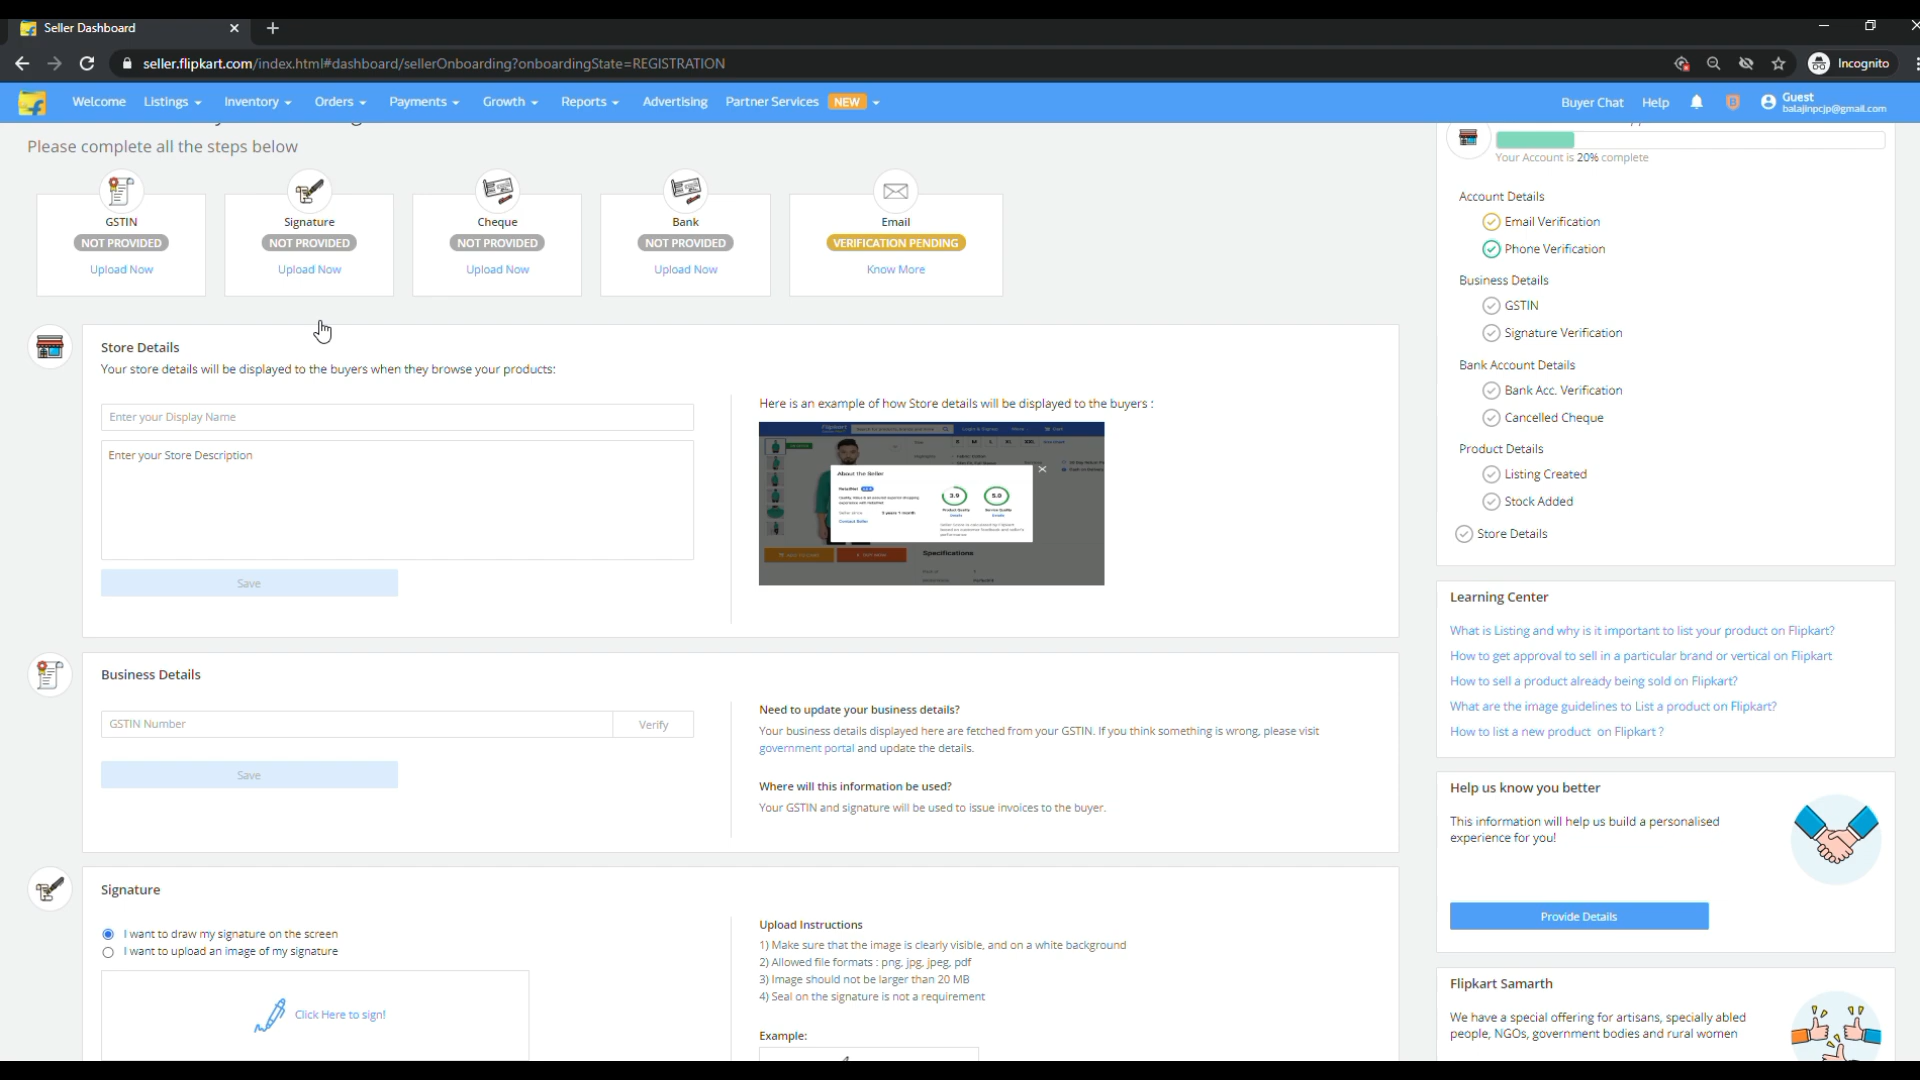 Seller Dashboard
seller.flipkart.com/index.html#dashboard/sellerOnboarding?onboardingState=REGISTRATION
Incognito
Welcome Listings Inventory Orders Payments Growth Reports Advertising Partner Services NEW
Buyer Chat Help Guest
balajinpcjp@gmail.com
Please complete all the steps below
GSTIN
NOT PROVIDED
Upload Now
Signature
NOT PROVIDED
Upload Now
Cheque
NOT PROVIDED
Upload Now
Bank
NOT PROVIDED
Upload Now
Email
VERIFICATION PENDING
Know More
Store Details
Your store details will be displayed to the buyers when they browse your products:
Enter your Display Name
Enter your Store Description
Save
Here is an example of how Store details will be displayed to the buyers :
About the Seller
3.9
5.0
Product Quality
Service Quality
Contact Seller
Specifications
Business Details
GSTIN Number
Verify
Save
Need to update your business details?
Your business details displayed here are fetched from your GSTIN. If you think something is wrong, please visit
government portal and update the details.
Where will this information be used?
Your GSTIN and signature will be used to issue invoices to the buyer.
Signature
I want to draw my signature on the screen
I want to upload an image of my signature
Click Here to sign!
Upload Instructions
1) Make sure that the image is clearly visible, and on a white background
2) Allowed file formats : png, jpg, jpeg, pdf
3) Image should not be larger than 20 MB
4) Seal on the signature is not a requirement
Example:
Your Account is 20% complete
Account Details
Email Verification
Phone Verification
Business Details
GSTIN
Signature Verification
Bank Account Details
Bank Acc. Verification
Cancelled Cheque
Product Details
Listing Created
Stock Added
Store Details
Learning Center
What is Listing and why is it important to list your product on Flipkart?
How to get approval to sell in a particular brand or vertical on Flipkart
How to sell a product already being sold on Flipkart?
What are the image guidelines to List a product on Flipkart?
How to list a new product on Flipkart ?
Help us know you better
This information will help us build a personalised
experience for you!
Provide Details
Flipkart Samarth
We have a special offering for artisans, specially abled
people, NGOs, government bodies and rural women